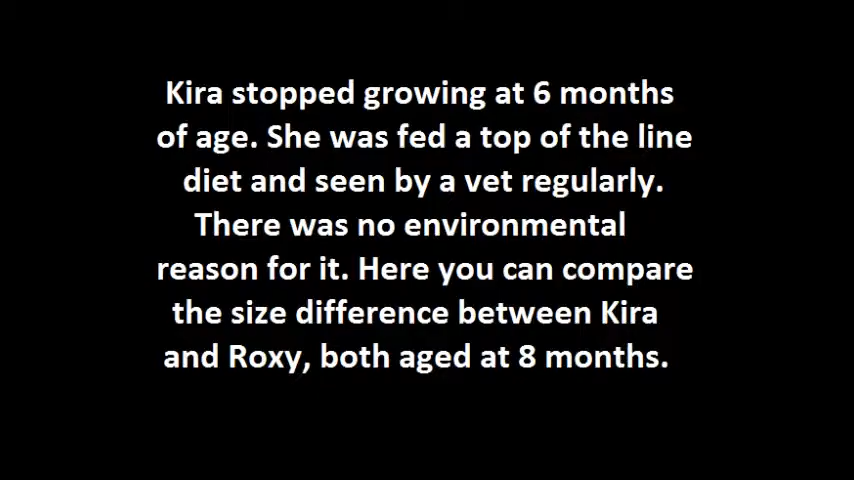 Kira stopped growing at 6 months
of age. She was fed a top of the line
diet and seen by a vet regularly.
There was no environmental
reason for it. Here you can compare
the size difference between Kira
and Roxy, both aged at 8 months.